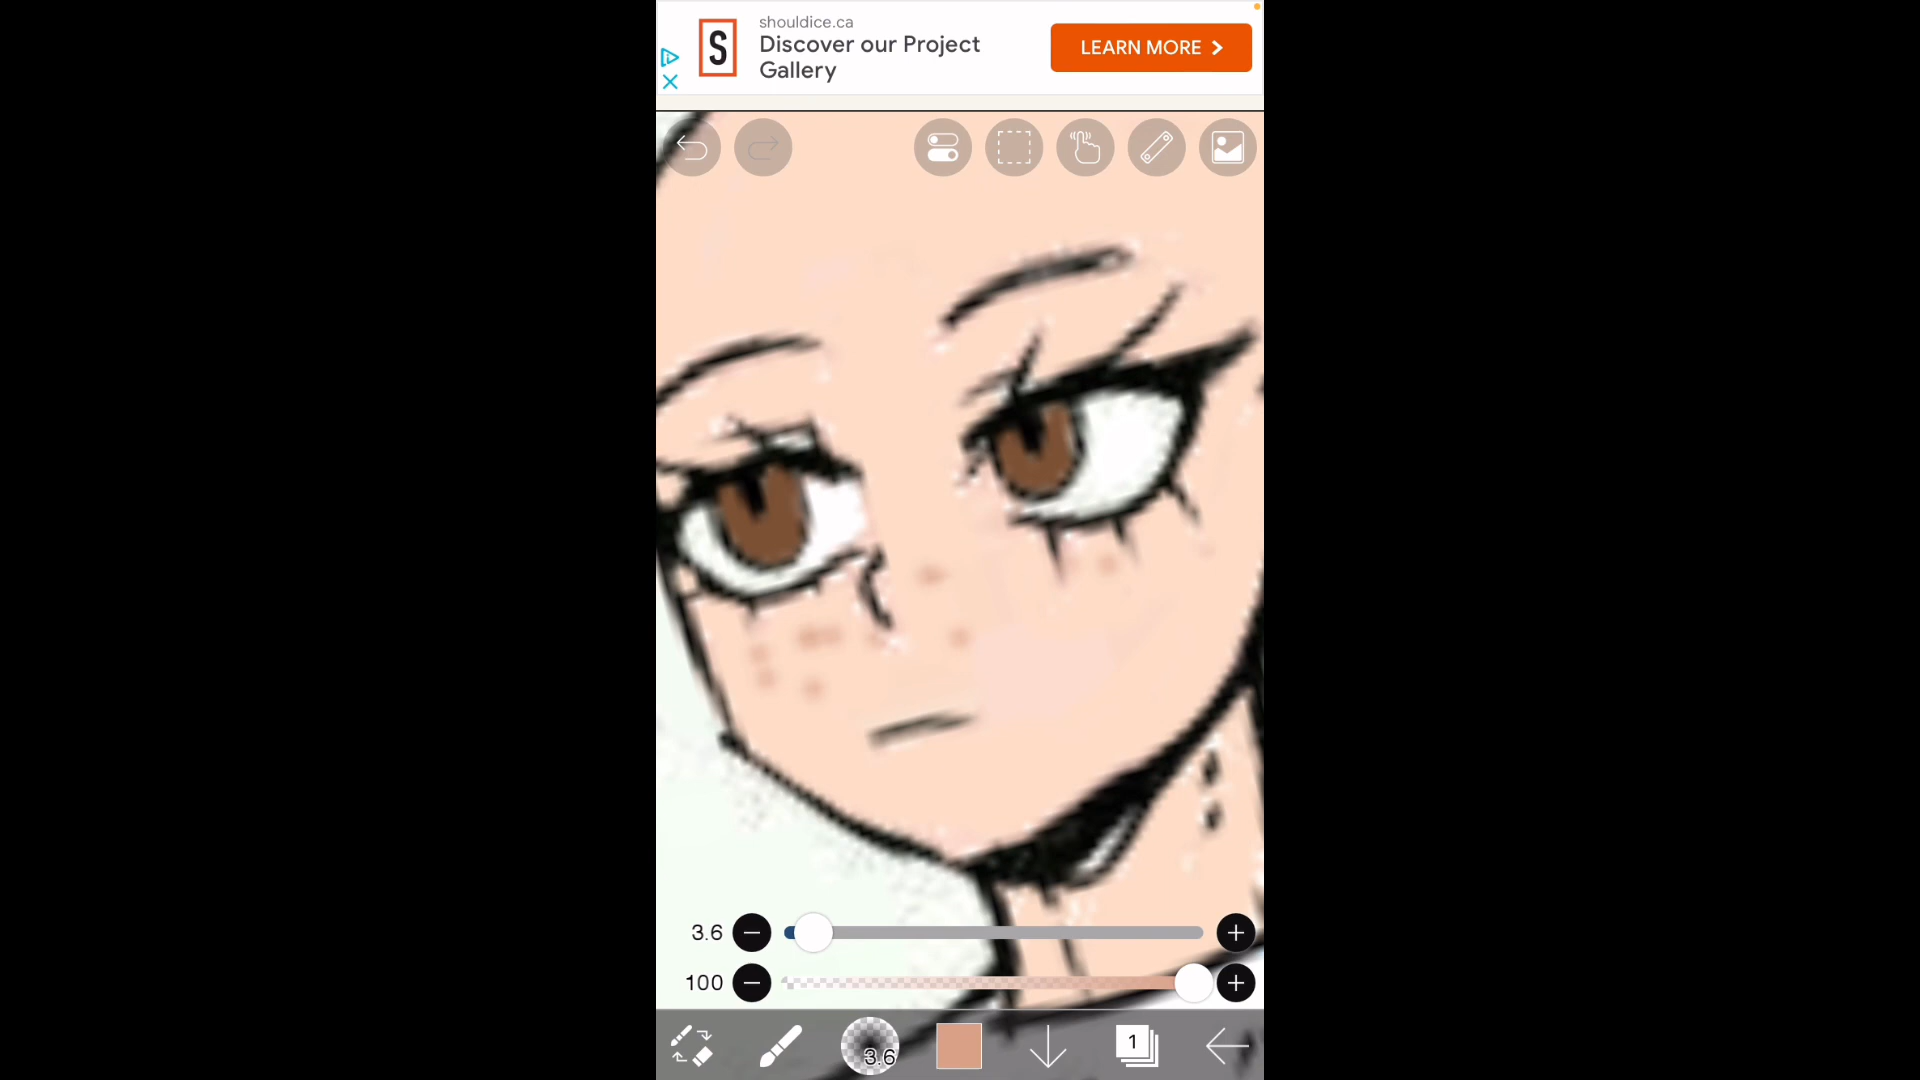 shouldice.ca
S
Discover our Project
Gallery
LEARN MORE
3.6
100
3.6
1